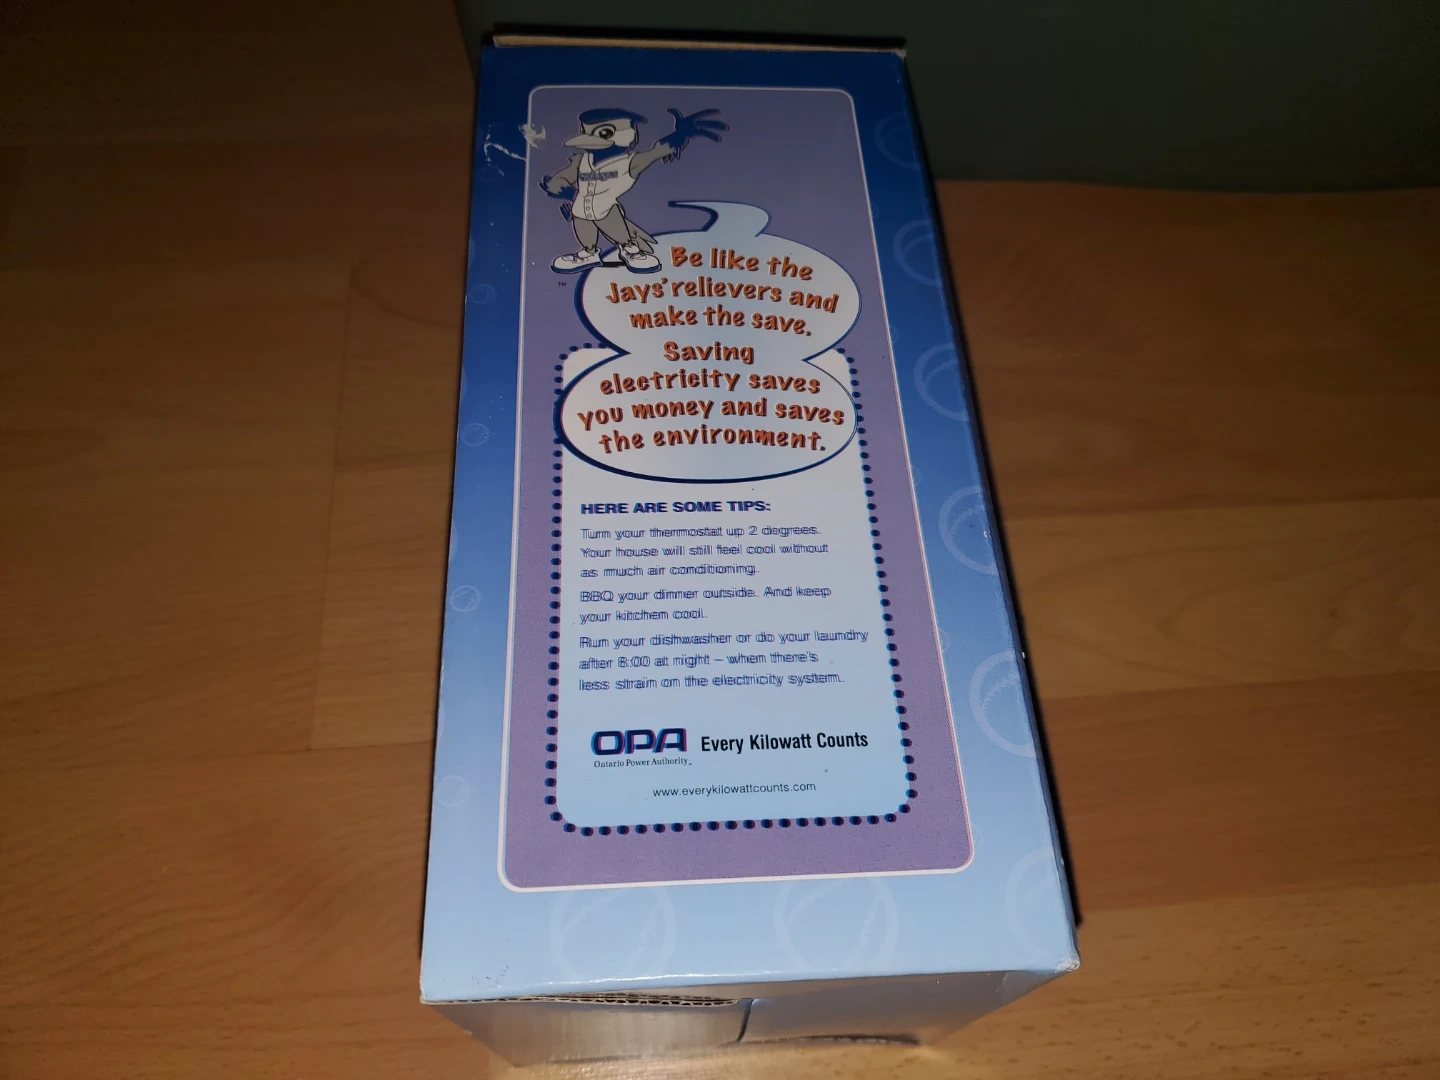 Be like the
Jays' relievers and
make the save.
Saving
electricity saves
you money and saves
the environment.
HERE ARE SOME TIPS:
Turn your thermostat up 2 degrees.
Your house will still feel cool without
as much air conditioning.
BBQ your dinner outside. And keep
your kitchen cool.
Run your dishwasher or do your laundry
after 8:00 at night – when there's
less strain on the electricity system.
OPA Every Kilowatt Counts
Ontario Power Authority™
www.everykilowattcounts.com
TM